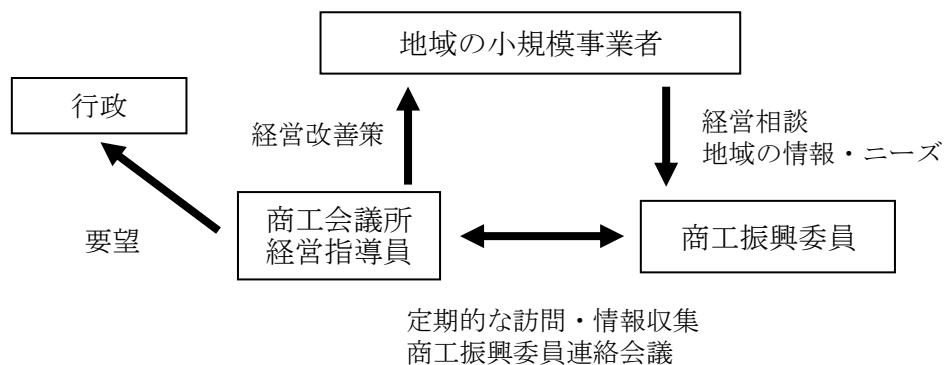 地域の小規模事業者
行政
経営改善策
経営相談
地域の情報・ニーズ
要望
商工会議所
経営指導員
商工振興委員
定期的な訪問・情報収集
商工振興委員連絡会議